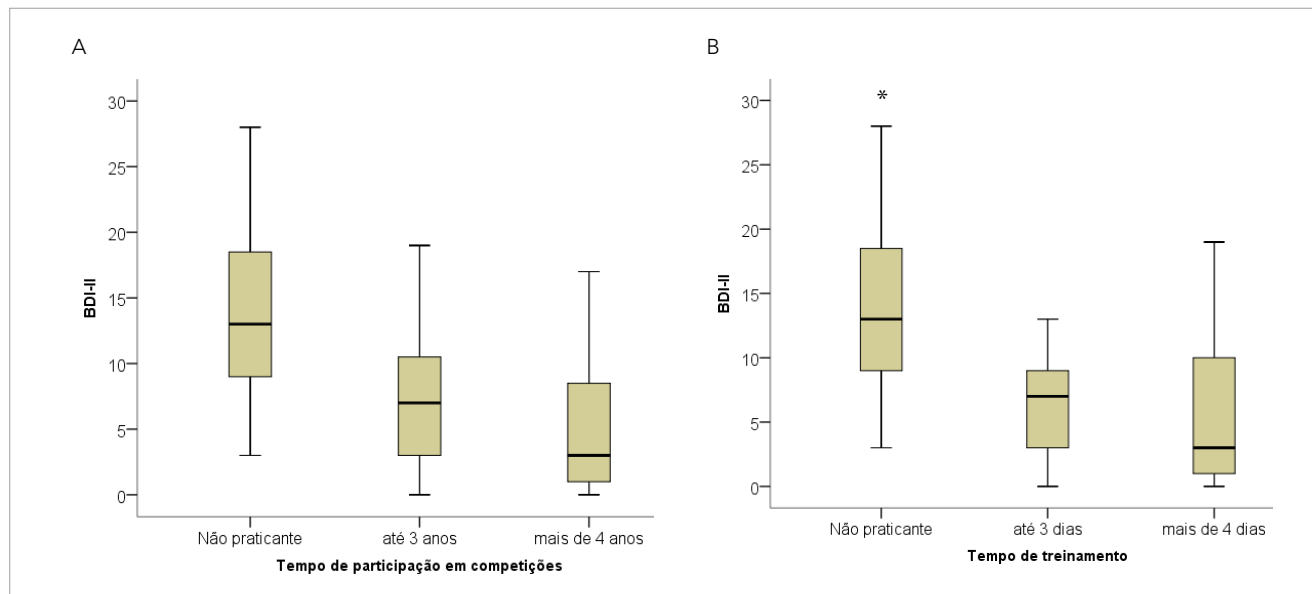 A
30
25
20
15
10
5
0
BDI-II
Não praticante
até 3 anos
mais de 4 anos
Tempo de participação em competições
B
*
30
25
20
15
10
5
0
BDI-II
Não praticante
até 3 dias
mais de 4 dias
Tempo de treinamento